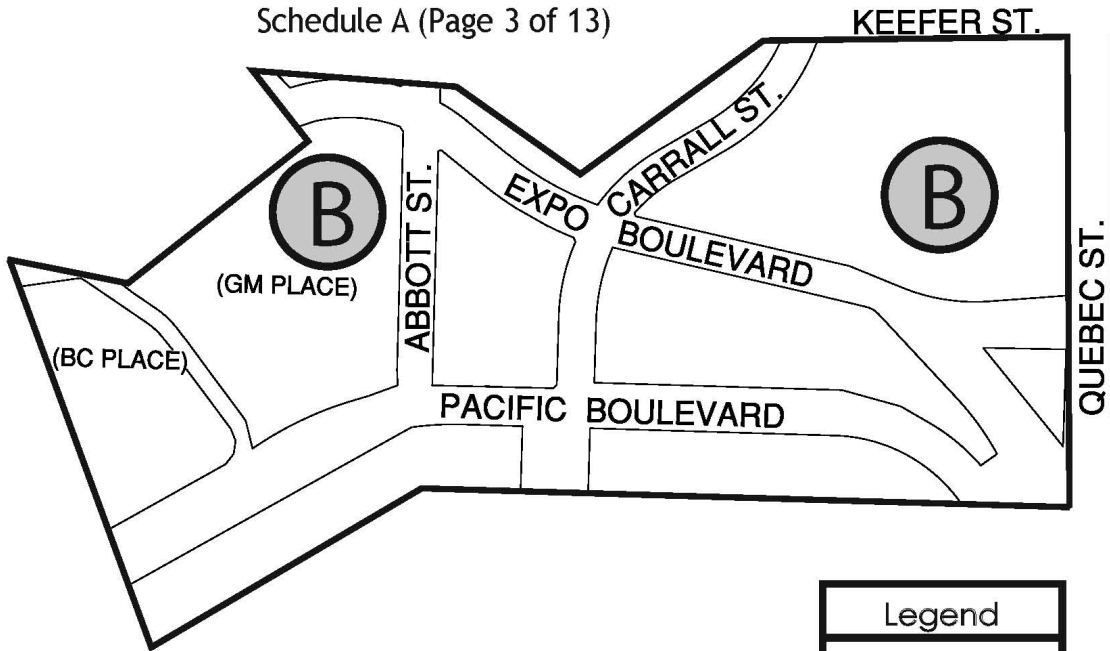 Schedule A (Page 3 of 13)
KEEFER ST.
CARRALL ST.
B
B
ABBOTT ST.
EXPO BOULEVARD
QUEBEC ST.
(GM PLACE)
(BC PLACE)
PACIFIC BOULEVARD
Legend